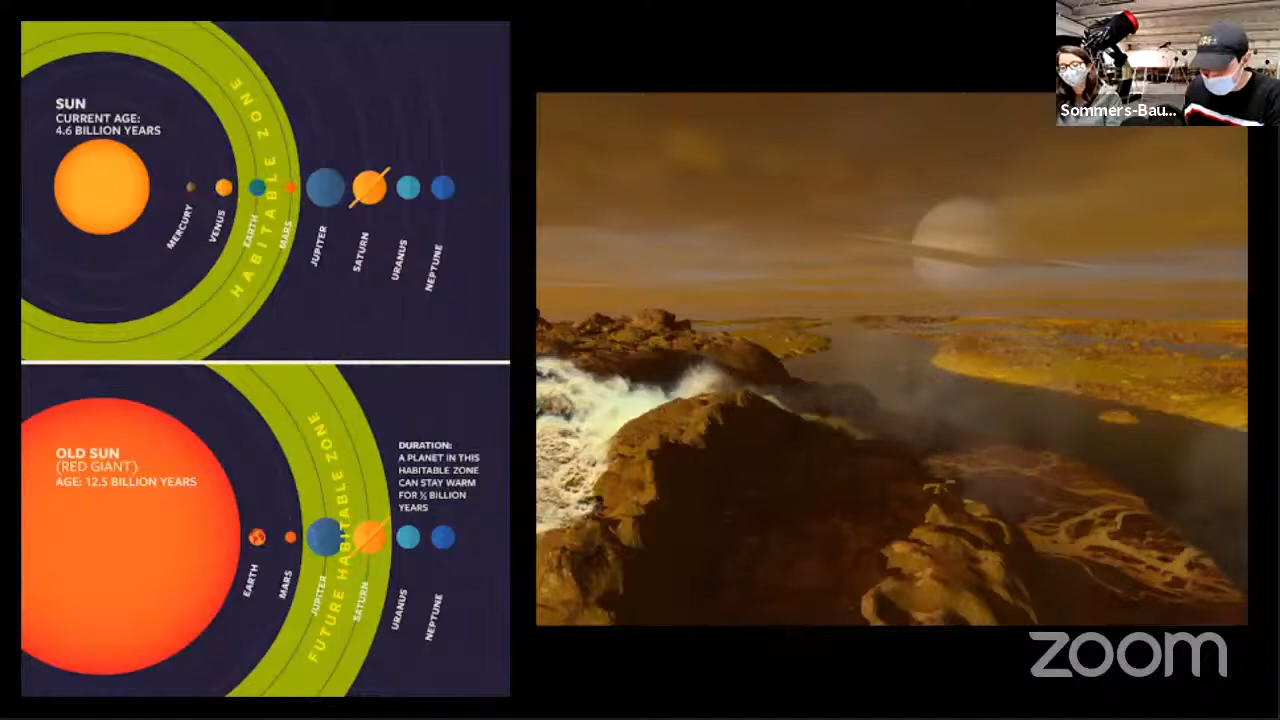 SUN
CURRENT AGE:
4.6 BILLION YEARS
HABITABLE ZONE
MERCURY
VENUS
EARTH
MARS
JUPITER
SATURN
URANUS
NEPTUNE
OLD SUN
(RED GIANT)
AGE: 12.5 BILLION YEARS
FUTURE HABITABLE ZONE
DURATION:
A PLANET IN THIS
HABITABLE ZONE
CAN STAY WARM
FOR ½ BILLION
YEARS
EARTH
MARS
JUPITER
SATURN
URANUS
NEPTUNE
Sommers-Bau...
zoom